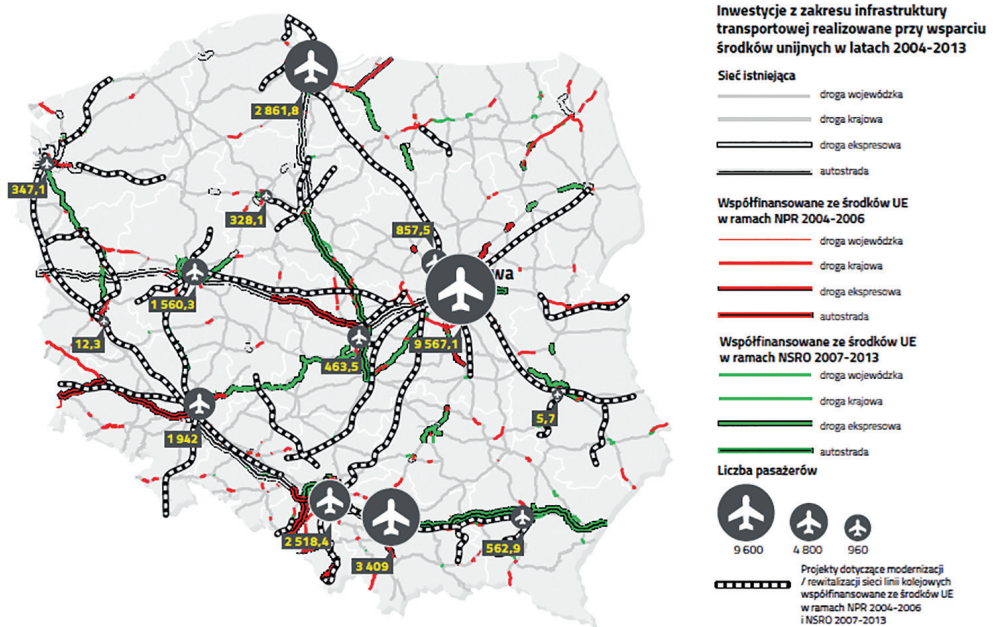 Inwestycje z zakresu infrastruktury
transportowej realizowane przy wsparciu
środków unijnych w latach 2004-2013
Sieć istniejąca
droga wojewódzka
droga krajowa
droga ekspresowa
autostrada
Współfinansowane ze środków UE
w ramach NPR 2004-2006
droga wojewódzka
droga krajowa
droga ekspresowa
autostrada
Współfinansowane ze środków UE
w ramach NSRO 2007-2013
droga wojewódzka
droga krajowa
droga ekspresowa
autostrada
Liczba pasażerów
9 600
4 800
960
Projekty dotyczące modernizacji
/ rewitalizacji sieci linii kolejowych
współfinansowane ze środków UE
w ramach NPR 2004-2006
i NSRO 2007-2013
2 861,8
347,1
328,1
857,5
wa
1 560,3
12,3
463,5
9 567,1
5,7
1 942
2 518,4
3 409
562,9